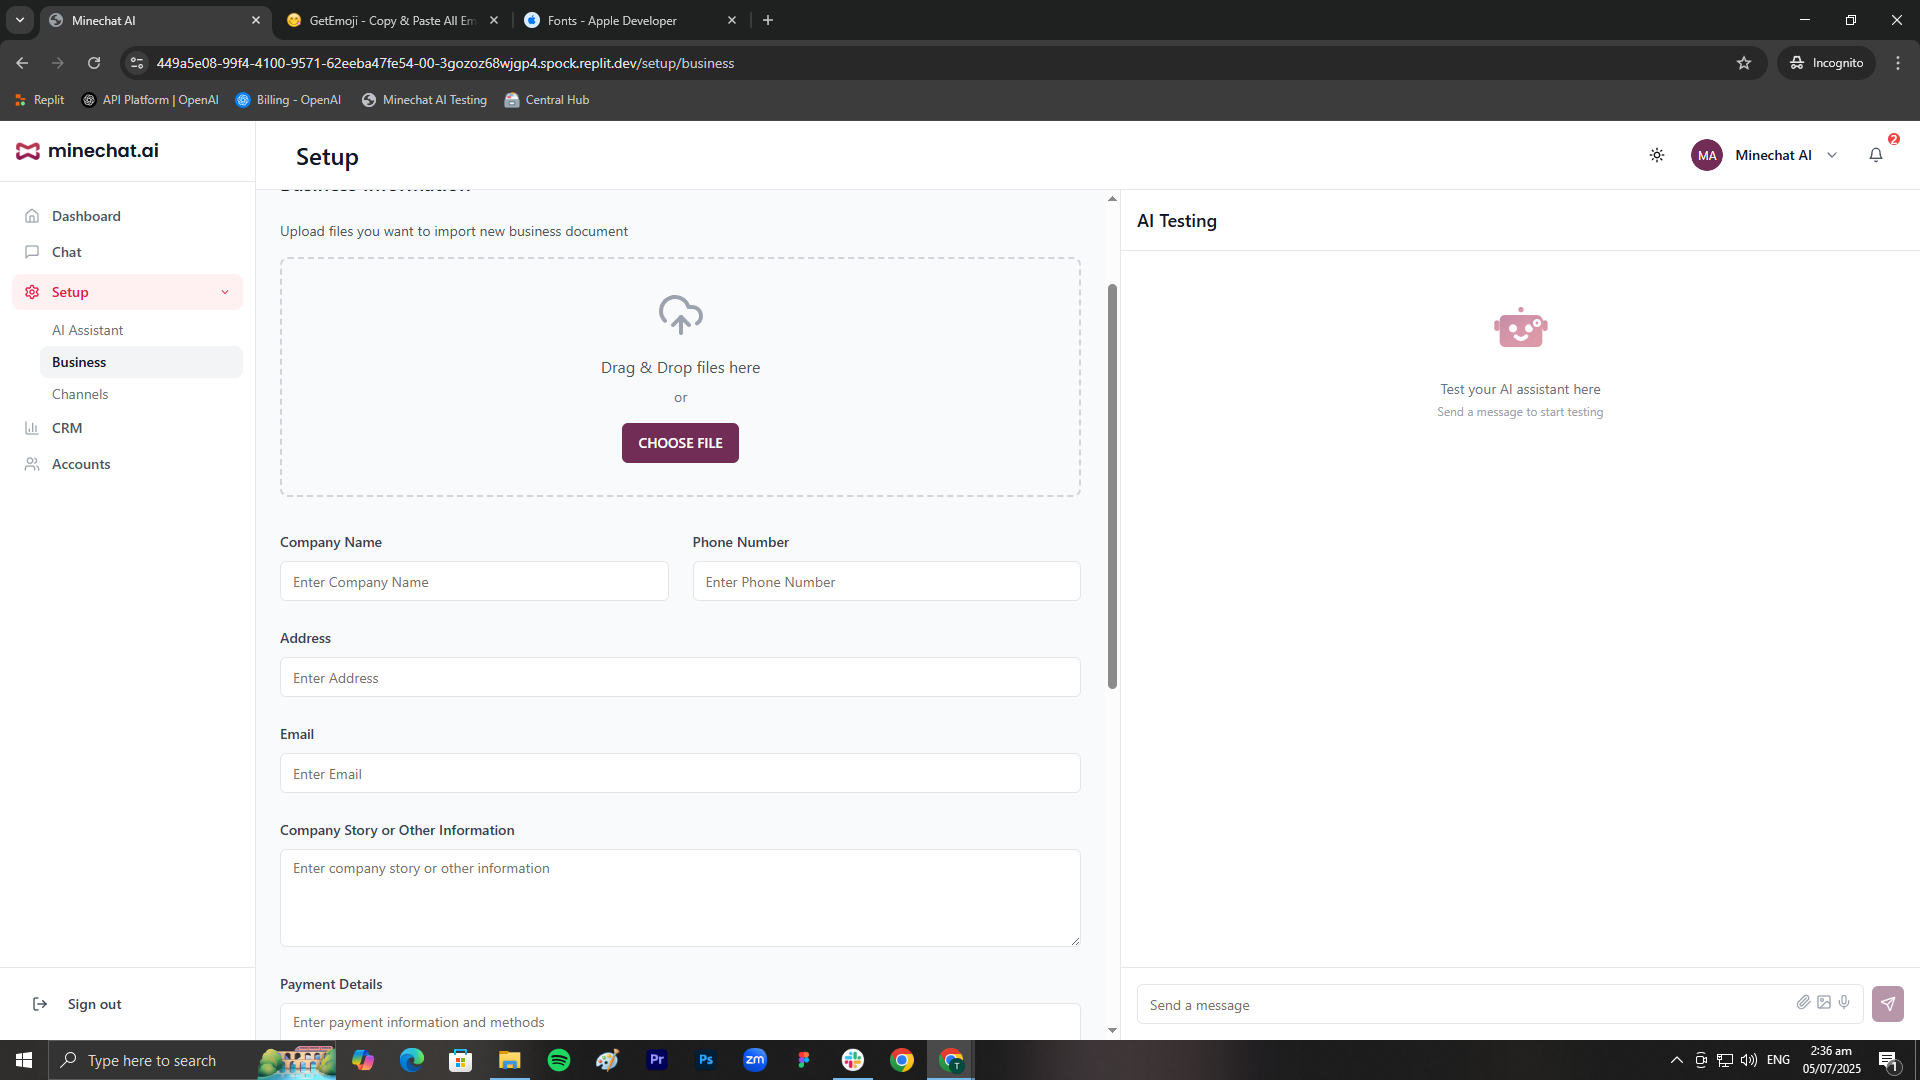 Minechat AI
GetEmoji - Copy & Paste All Em
Fonts - Apple Developer
449a5e08-99f4-4100-9571-62eeba47fe54-00-3gozoz68wjgp4.spock.replit.dev/setup/business
Incognito
Replit
API Platform | OpenAI
Billing - OpenAI
Minechat AI Testing
Central Hub
minechat.ai
Setup
MA
Minechat AI
2
Dashboard
Chat
Setup
AI Assistant
Business
Channels
CRM
Accounts
Sign out
Upload files you want to import new business document
Drag & Drop files here
or
CHOOSE FILE
Company Name
Phone Number
Enter Company Name
Enter Phone Number
Address
Enter Address
Email
Enter Email
Company Story or Other Information
Enter company story or other information
Payment Details
Enter payment information and methods
AI Testing
Test your AI assistant here
Send a message to start testing
Send a message
Type here to search
Pr
Ps
zm
T
ENG
2:36 am
05/07/2025
1